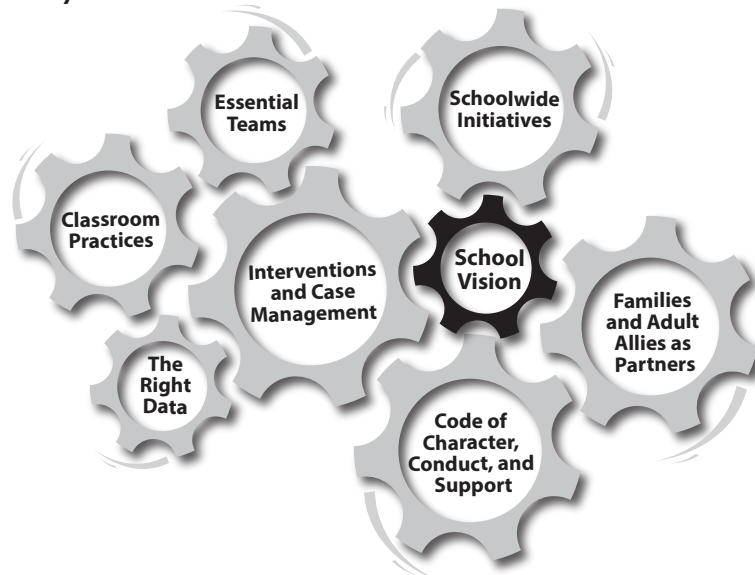 Essential
Teams
Schoolwide
Initiatives
Classroom
Practices
Interventions
and Case
Management
School
Vision
Families
and Adult
Allies as
Partners
The
Right
Data
Code of
Character,
Conduct, and
Support